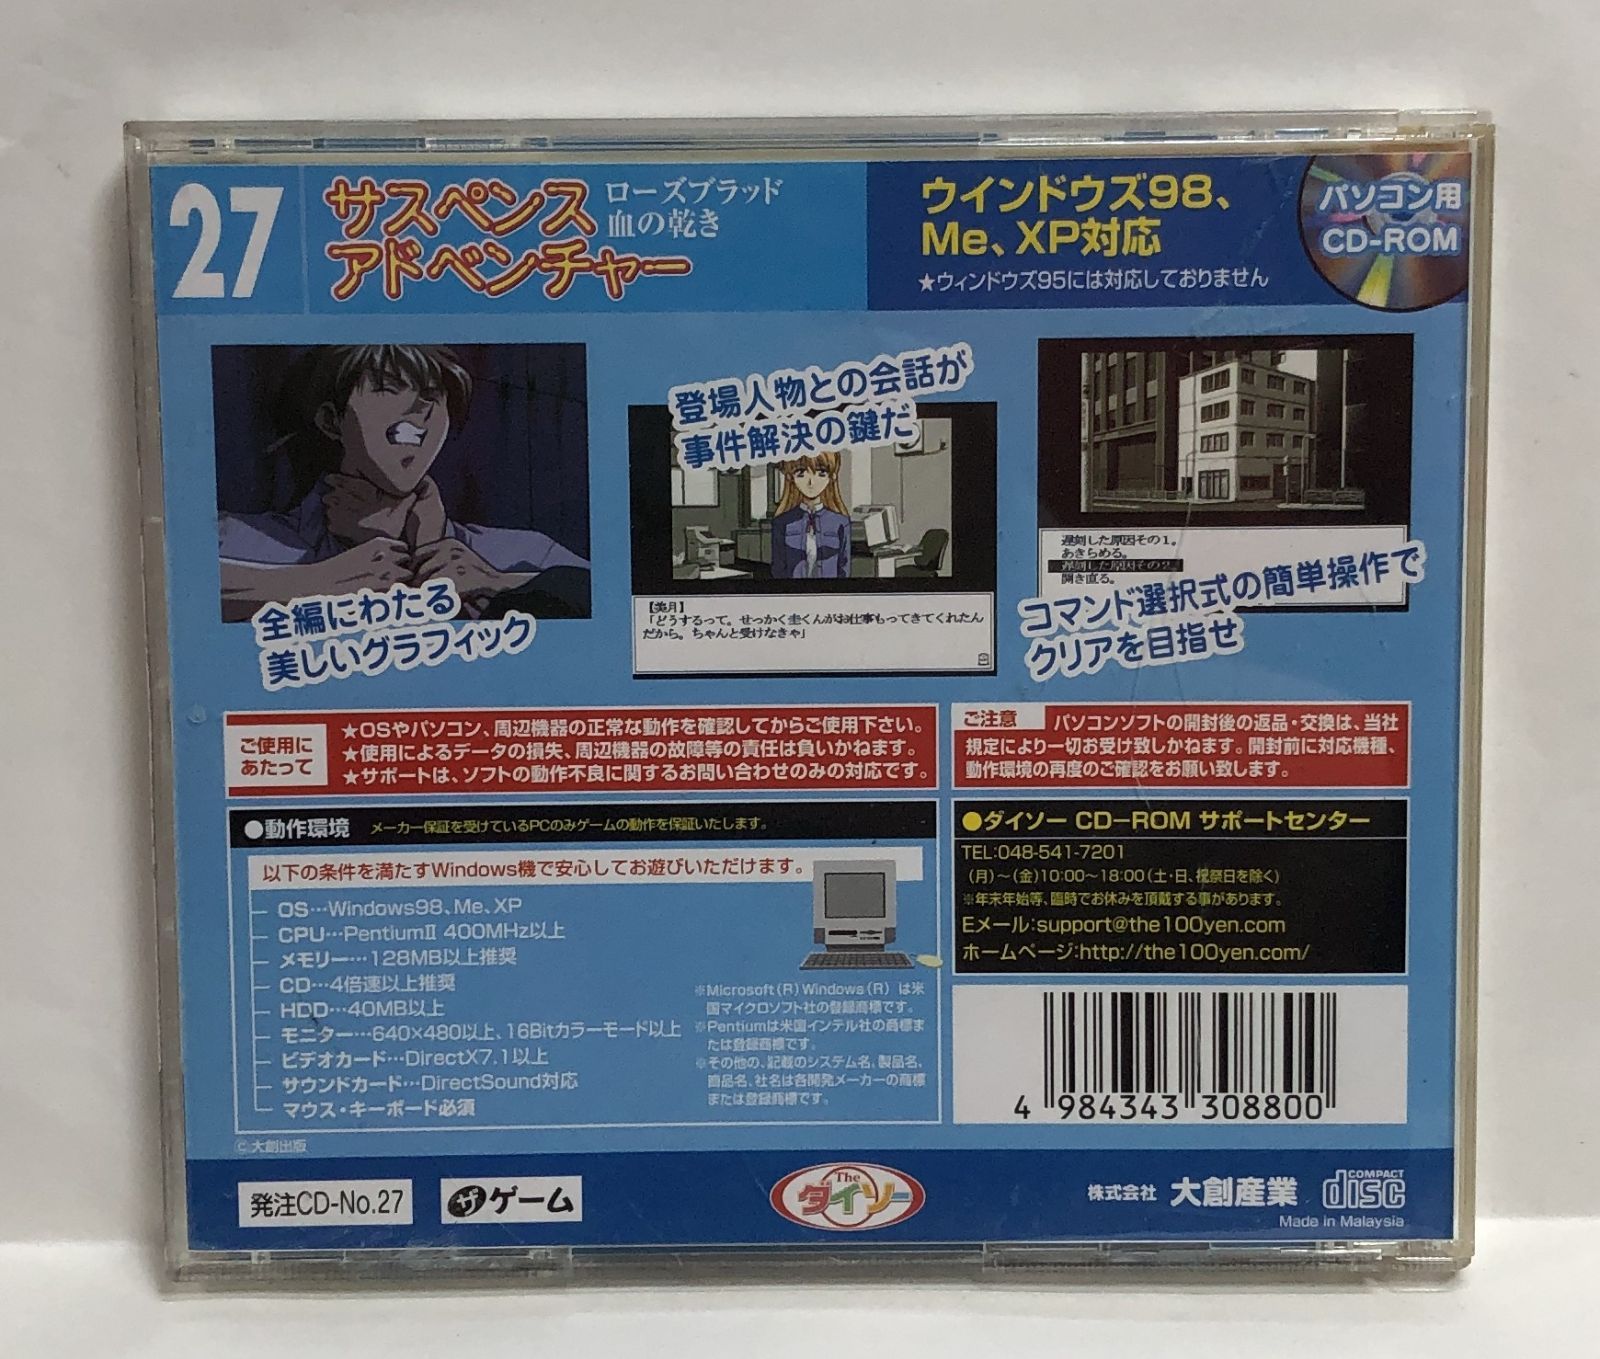 27
サスペンス
アドベンチャー
ローズブラッド
血の乾き
ウインドウズ98、
Me、XP対応
★ウィンドウズ95には対応しておりません
パソコン用
CD-ROM
全編にわたる
美しいグラフィック
登場人物との会話が
事件解決の鍵だ
【美月】
「どうするって。せっかく圭くんがお仕事もってきてくれたん
だから。ちゃんと受けなきゃ」
遅刻した原因その1。
あきらめる。
遅刻した原因その2。
開き直る。
コマンド選択式の簡単操作で
クリアを目指せ
ご使用に
あたって
★OSやパソコン、周辺機器の正常な動作を確認してからご使用下さい。
★使用によるデータの損失、周辺機器の故障等の責任は負いかねます。
★サポートは、ソフトの動作不良に関するお問い合わせのみの対応です。
ご注意 パソコンソフトの開封後の返品・交換は、当社
規定により一切お受け致しかねます。開封前に対応機種、
動作環境の再度のご確認をお願い致します。
●動作環境 メーカー保証を受けているPCのみゲームの動作を保証いたします。
以下の条件を満たすWindows機で安心してお遊びいただけます。
OS…Windows98、Me、XP
CPU…PentiumⅡ 400MHz以上
メモリー…128MB以上推奨
CD…4倍速以上推奨
HDD…40MB以上
モニター…640×480以上、16Bitカラーモード以上
ビデオカード…DirectX7.1以上
サウンドカード…DirectSound対応
マウス・キーボード必須
※Microsoft(R)Windows(R)は米
国マイクロソフト社の登録商標です。
※Pentiumは米国インテル社の商標ま
たは登録商標です。
※その他の、記載のシステム名、製品名、
商品名、社名は各開発メーカーの商標
または登録商標です。
●ダイソー CD-ROM サポートセンター
TEL:048-541-7201
(月)～(金)10:00～18:00(土・日、祝祭日を除く)
※年末年始等、臨時でお休みを頂戴する事があります。
Eメール:support@the100yen.com
ホームページ:http://the100yen.com/
4 984343 308800
©大創出版
発注CD-No.27
ザゲーム
The
ダイソー
株式会社 大創産業
COMPACT
disc
Made in Malaysia